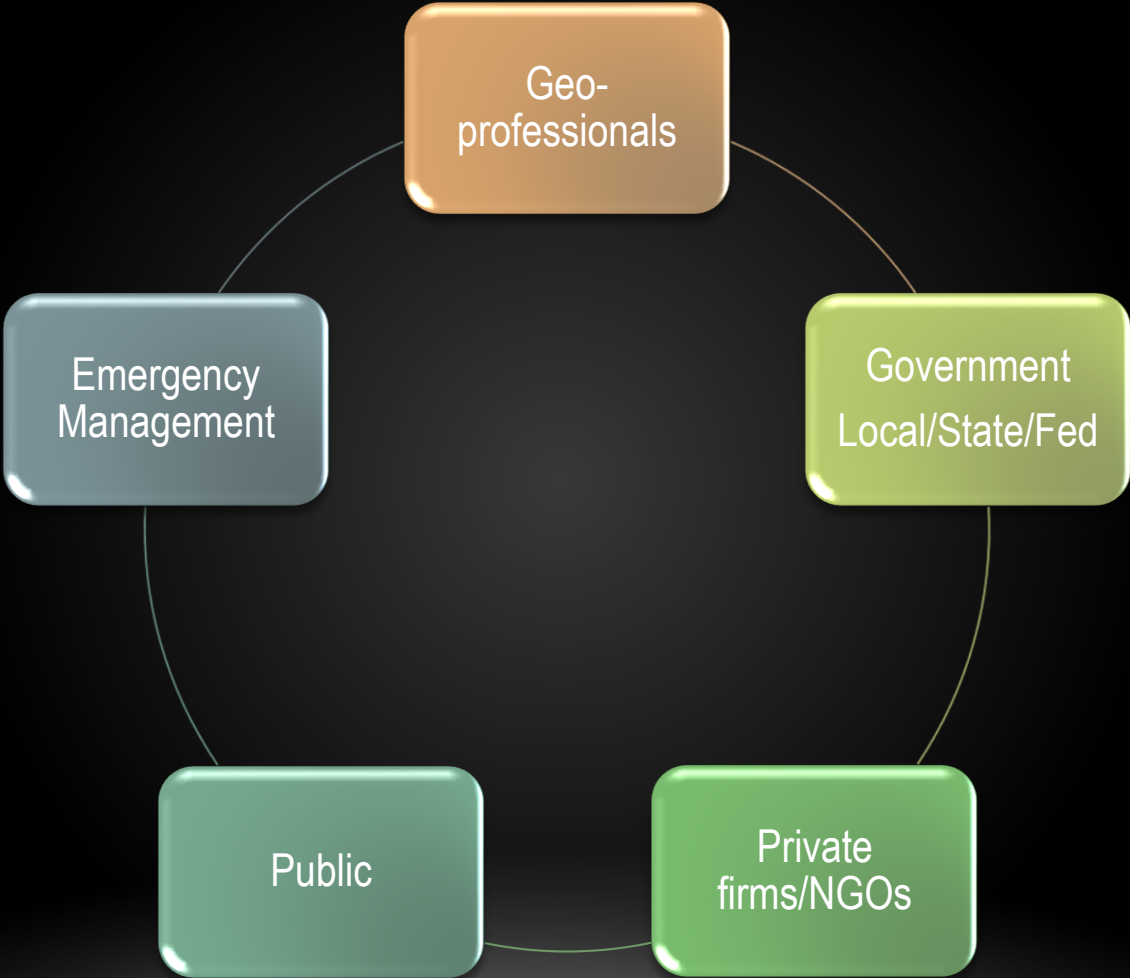 Geo-
professionals
Government
Local/State/Fed
Private
firms/NGOs
Public
Emergency
Management